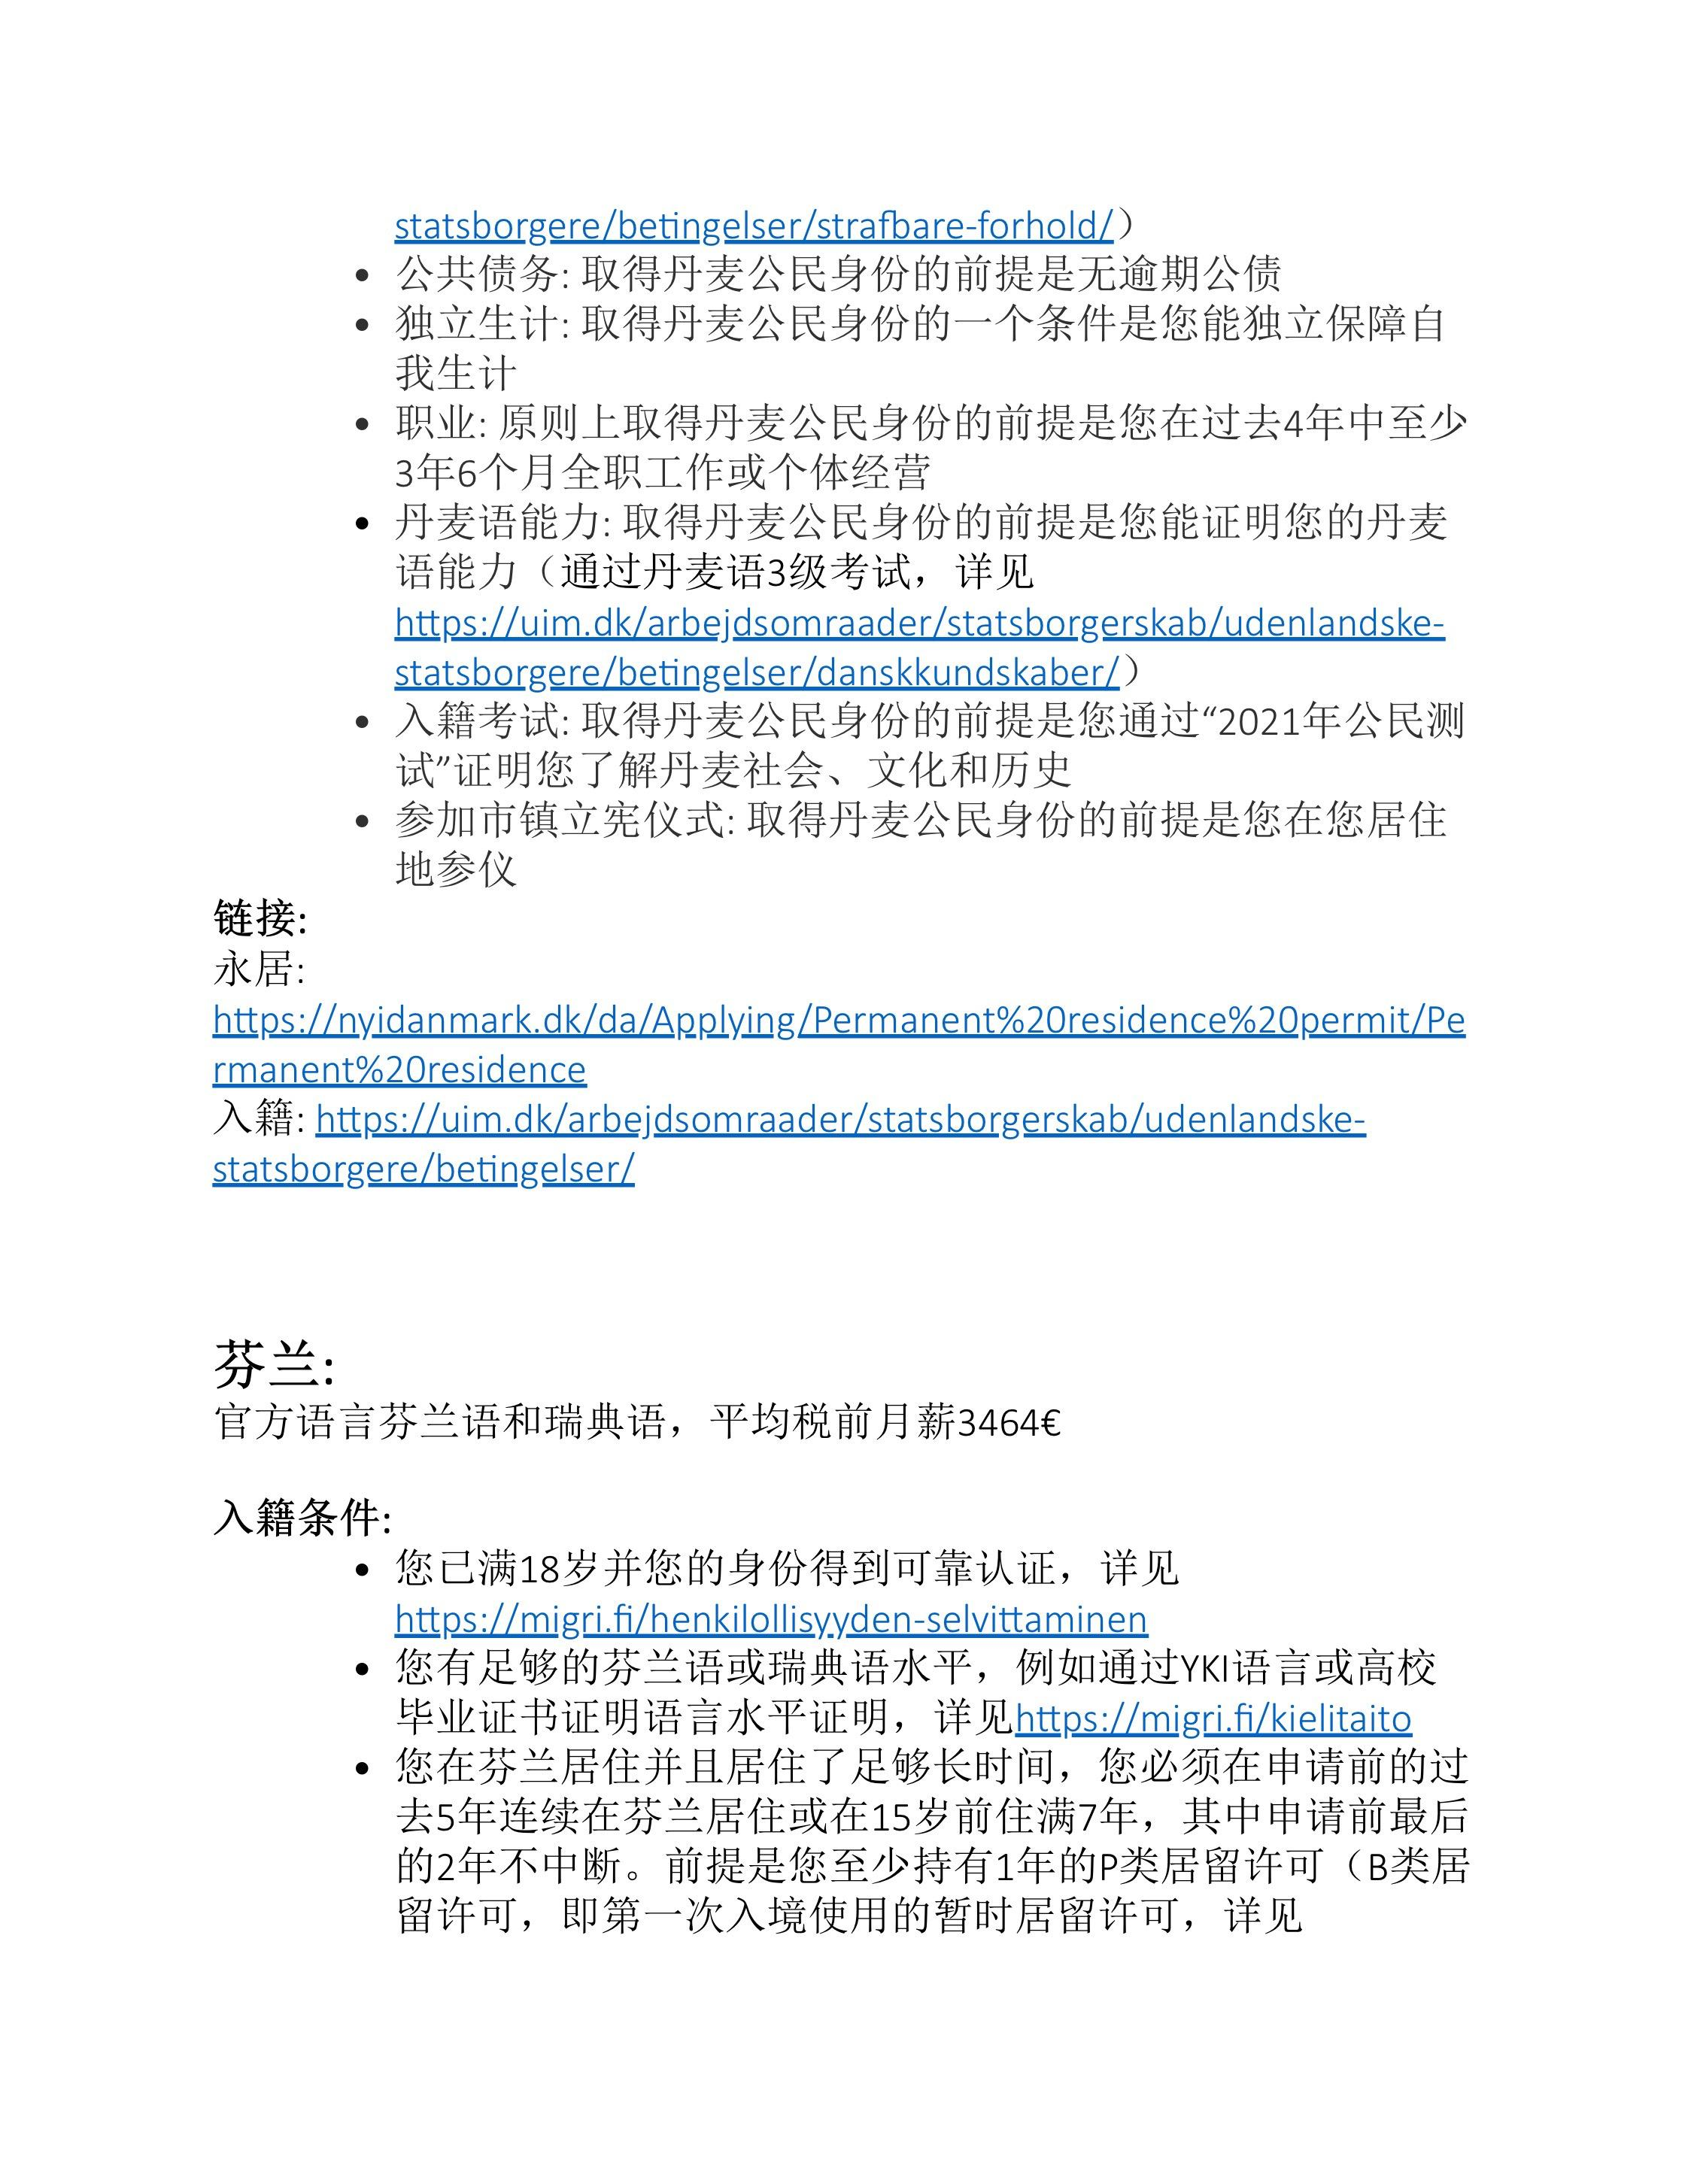 statsborgere/betingelser/strafbare-forhold/）
• 公共债务: 取得丹麦公民身份的前提是无逾期公债
• 独立生计: 取得丹麦公民身份的一个条件是您能独立保障自
我生计
• 职业: 原则上取得丹麦公民身份的前提是您在过去4年中至少
3年6个月全职工作或个体经营
• 丹麦语能力: 取得丹麦公民身份的前提是您能证明您的丹麦
语能力（通过丹麦语3级考试，详见
https://uim.dk/arbejdsomraader/statsborgerskab/udenlandske-
statsborgere/betingelser/danskkundskaber/）
• 入籍考试: 取得丹麦公民身份的前提是您通过“2021年公民测
试”证明您了解丹麦社会、文化和历史
• 参加市镇立宪仪式: 取得丹麦公民身份的前提是您在您居住
地参仪
链接:
永居:
https://nyidanmark.dk/da/Applying/Permanent%20residence%20permit/Pe
rmanent%20residence
入籍: https://uim.dk/arbejdsomraader/statsborgerskab/udenlandske-
statsborgere/betingelser/
芬兰:
官方语言芬兰语和瑞典语，平均税前月薪3464€
入籍条件:
• 您已满18岁并您的身份得到可靠认证，详见
https://migri.fi/henkilollisyyden-selvittaminen
• 您有足够的芬兰语或瑞典语水平，例如通过YKI语言或高校
毕业证书证明语言水平证明，详见https://migri.fi/kielitaito
• 您在芬兰居住并且居住了足够长时间，您必须在申请前的过
去5年连续在芬兰居住或在15岁前住满7年，其中申请前最后
的2年不中断。前提是您至少持有1年的P类居留许可（B类居
留许可，即第一次入境使用的暂时居留许可，详见